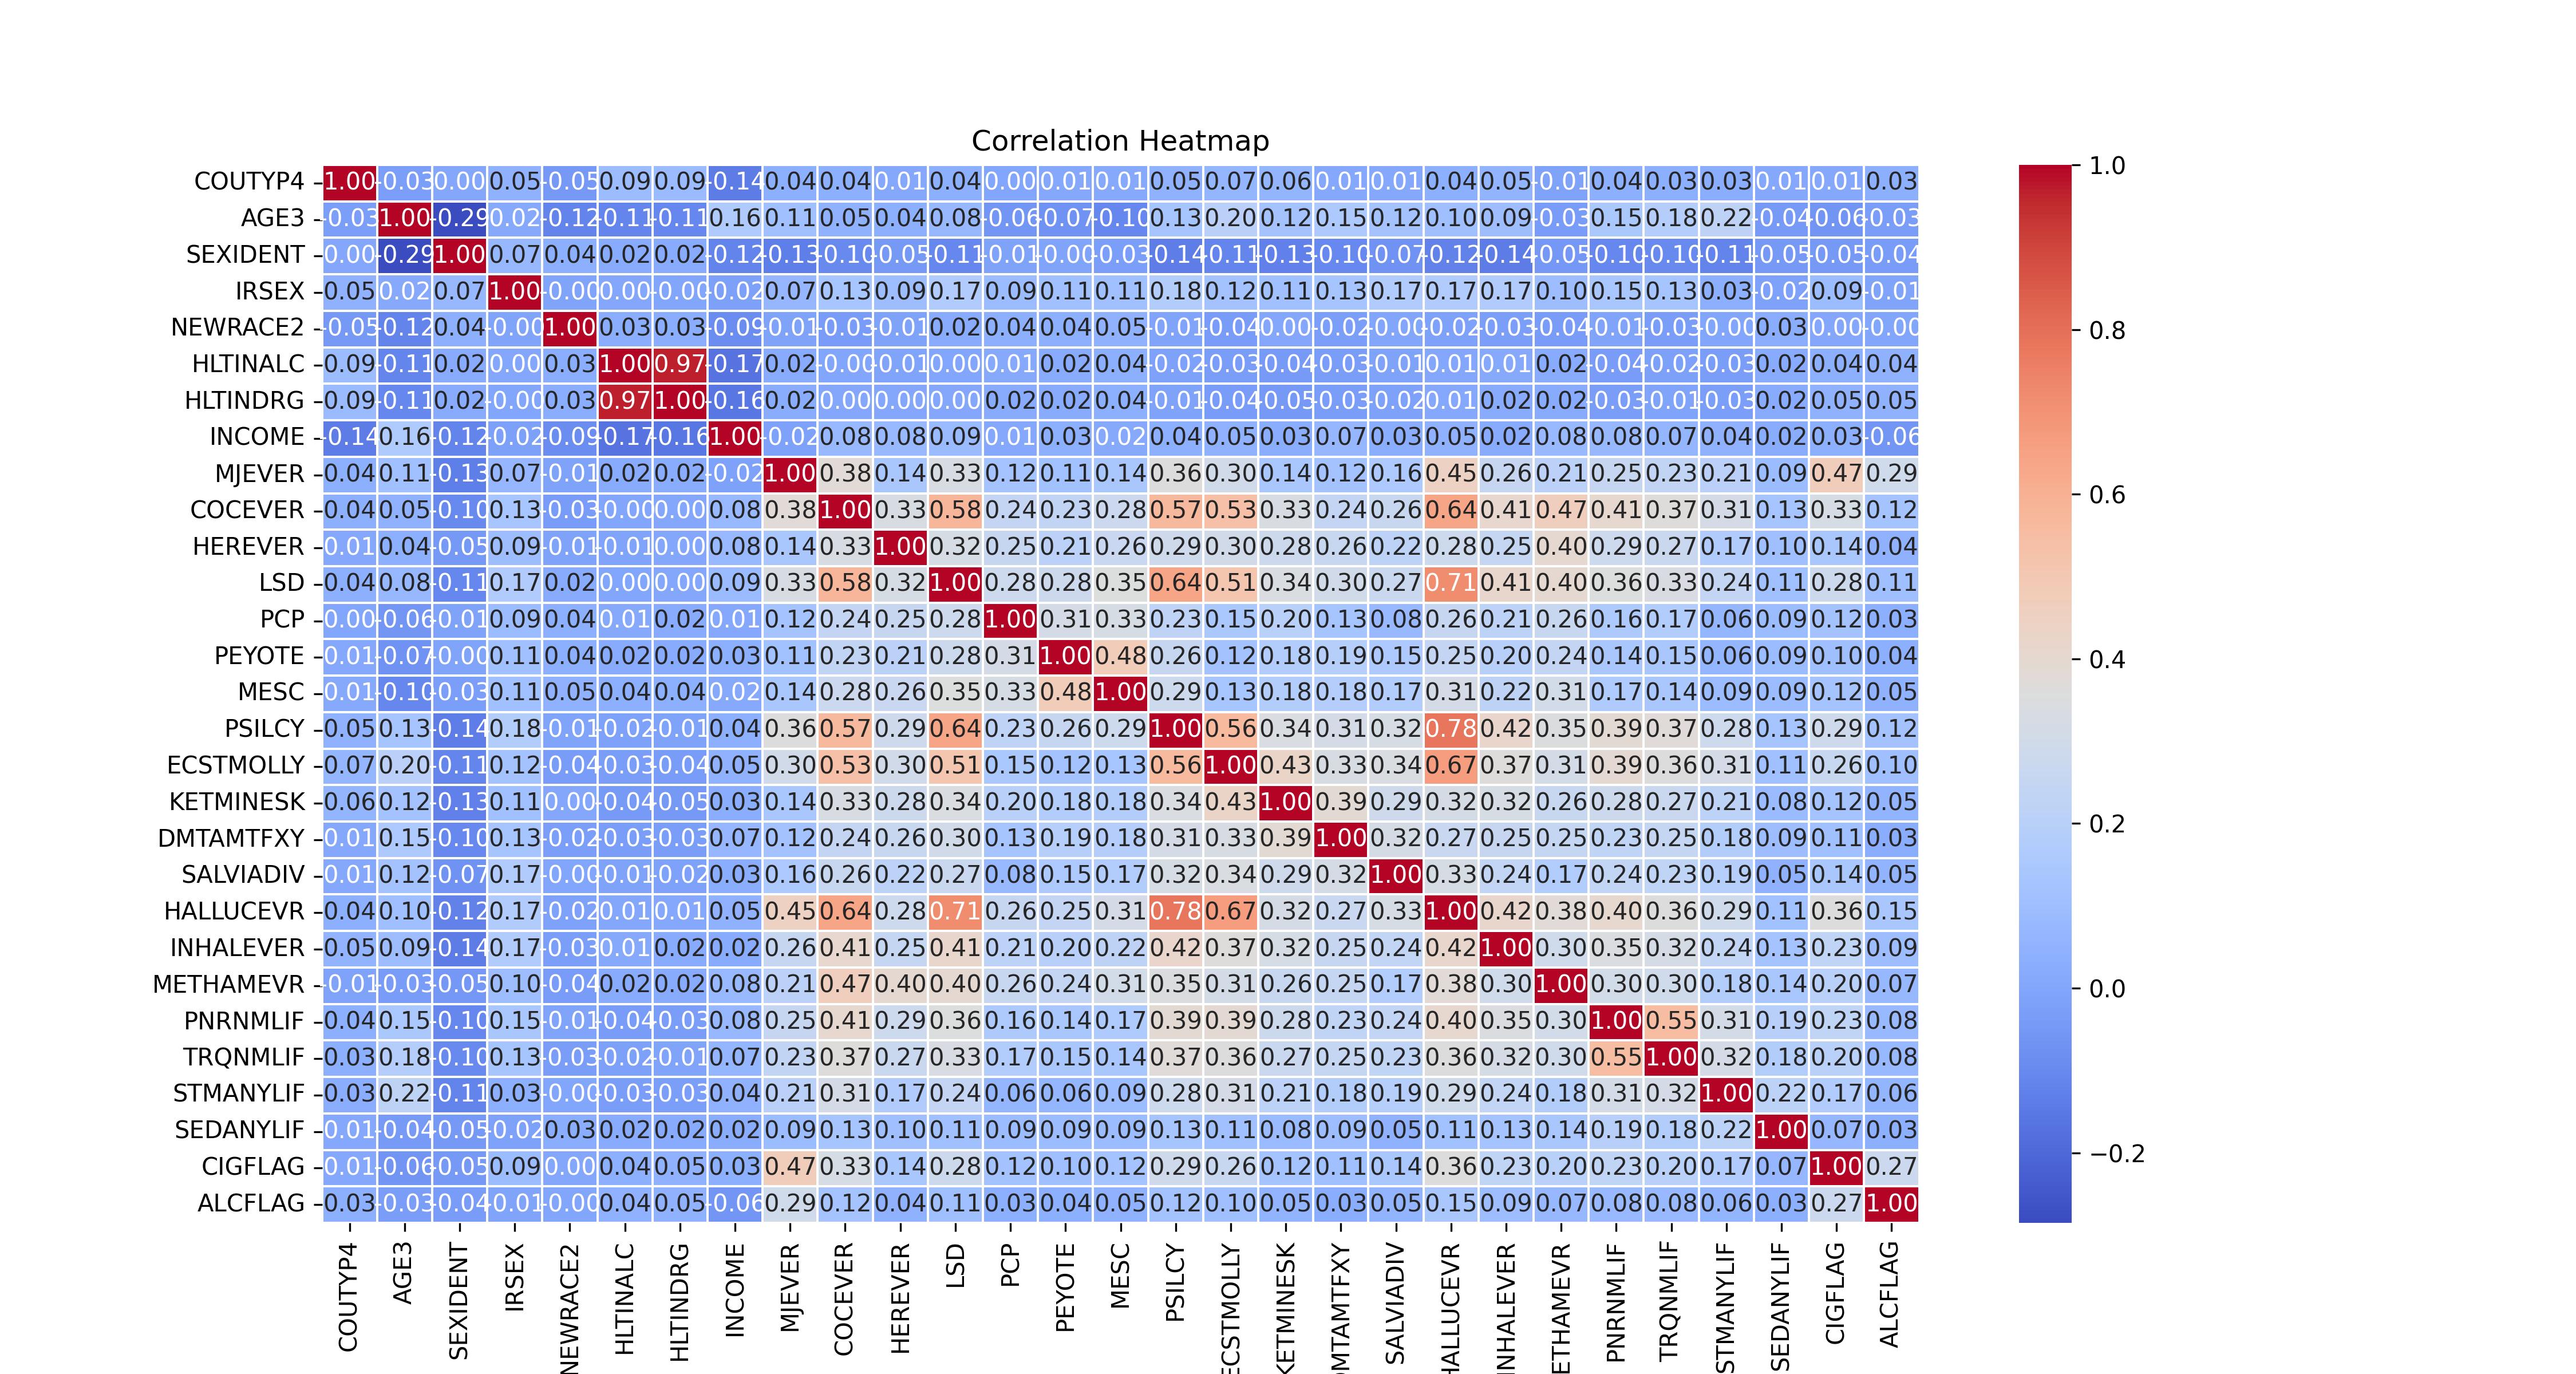 Correlation Heatmap
COUTYP4 1.00 -0.03 0.00 0.05 -0.05 0.09 0.09 -0.14 0.04 0.04 0.01 0.04 0.00 0.01 0.01 0.05 0.07 0.06 0.01 0.01 0.04 0.05 -0.01 0.04 0.03 0.03 0.01 0.01 0.03
AGE3 -0.03 1.00 -0.29 0.02 -0.12 -0.11 -0.11 0.16 0.11 0.05 0.04 0.08 -0.06 -0.07 -0.10 0.13 0.20 0.12 0.15 0.12 0.10 0.09 -0.03 0.15 0.18 0.22 -0.04 -0.06 -0.03
SEXIDENT 0.00 -0.29 1.00 0.07 0.04 0.02 0.02 -0.12 -0.13 -0.10 -0.05 -0.11 -0.01 -0.00 -0.03 -0.14 -0.11 -0.13 -0.10 -0.07 -0.12 -0.14 -0.05 -0.10 -0.10 -0.11 -0.05 -0.05 -0.04
IRSEX 0.05 0.02 0.07 1.00 -0.00 0.00 -0.00 -0.02 0.07 0.13 0.09 0.17 0.09 0.11 0.11 0.18 0.12 0.11 0.13 0.17 0.17 0.17 0.10 0.15 0.13 0.03 -0.02 0.09 -0.01
NEWRACE2 -0.05 -0.12 0.04 -0.00 1.00 0.03 0.03 -0.09 -0.01 -0.03 -0.01 0.02 0.04 0.04 0.05 -0.01 -0.04 0.00 -0.02 -0.00 -0.02 -0.03 -0.04 -0.01 -0.03 -0.00 0.03 0.00 -0.00
HLTINALC 0.09 -0.11 0.02 0.00 0.03 1.00 0.97 -0.17 0.02 -0.00 -0.01 0.00 0.01 0.02 0.04 -0.02 -0.03 -0.04 -0.03 -0.01 0.01 0.01 0.02 -0.04 -0.02 -0.03 0.02 0.04 0.04
HLTINDRG 0.09 -0.11 0.02 -0.00 0.03 0.97 1.00 -0.16 0.02 0.00 0.00 0.00 0.02 0.02 0.04 -0.01 -0.04 -0.05 -0.03 -0.02 0.01 0.02 0.02 -0.03 -0.01 -0.03 0.02 0.05 0.05
INCOME -0.14 0.16 -0.12 -0.02 -0.09 -0.17 -0.16 1.00 -0.02 0.08 0.08 0.09 0.01 0.03 0.02 0.04 0.05 0.03 0.07 0.03 0.05 0.02 0.08 0.08 0.07 0.04 0.02 0.03 -0.06
MJEVER 0.04 0.11 -0.13 0.07 -0.01 0.02 0.02 -0.02 1.00 0.38 0.14 0.33 0.12 0.11 0.14 0.36 0.30 0.14 0.12 0.16 0.45 0.26 0.21 0.25 0.23 0.21 0.09 0.47 0.29
COCEVER 0.04 0.05 -0.10 0.13 -0.03 -0.00 0.00 0.08 0.38 1.00 0.33 0.58 0.24 0.23 0.28 0.57 0.53 0.33 0.24 0.26 0.64 0.41 0.47 0.41 0.37 0.31 0.13 0.33 0.12
HEREVER 0.01 0.04 -0.05 0.09 -0.01 -0.01 0.00 0.08 0.14 0.33 1.00 0.32 0.25 0.21 0.26 0.29 0.30 0.28 0.26 0.22 0.28 0.25 0.40 0.29 0.27 0.17 0.10 0.14 0.04
LSD 0.04 0.08 -0.11 0.17 0.02 0.00 0.00 0.09 0.33 0.58 0.32 1.00 0.28 0.28 0.35 0.64 0.51 0.34 0.30 0.27 0.71 0.41 0.40 0.36 0.33 0.24 0.11 0.28 0.11
PCP 0.00 -0.06 -0.01 0.09 0.04 0.01 0.02 0.01 0.12 0.24 0.25 0.28 1.00 0.31 0.33 0.23 0.15 0.20 0.13 0.08 0.26 0.21 0.26 0.16 0.17 0.06 0.09 0.12 0.03
PEYOTE 0.01 -0.07 -0.00 0.11 0.04 0.02 0.02 0.03 0.11 0.23 0.21 0.28 0.31 1.00 0.48 0.26 0.12 0.18 0.19 0.15 0.25 0.20 0.24 0.14 0.15 0.06 0.09 0.10 0.04
MESC 0.01 -0.10 -0.03 0.11 0.05 0.04 0.04 0.02 0.14 0.28 0.26 0.35 0.33 0.48 1.00 0.29 0.13 0.18 0.18 0.17 0.31 0.22 0.31 0.17 0.14 0.09 0.09 0.12 0.05
PSILCY 0.05 0.13 -0.14 0.18 -0.01 -0.02 -0.01 0.04 0.36 0.57 0.29 0.64 0.23 0.26 0.29 1.00 0.56 0.34 0.31 0.32 0.78 0.42 0.35 0.39 0.37 0.28 0.13 0.29 0.12
ECSTMOLLY 0.07 0.20 -0.11 0.12 -0.04 -0.03 -0.04 0.05 0.30 0.53 0.30 0.51 0.15 0.12 0.13 0.56 1.00 0.43 0.33 0.34 0.67 0.37 0.31 0.39 0.36 0.31 0.11 0.26 0.10
KETMINESK 0.06 0.12 -0.13 0.11 0.00 -0.04 -0.05 0.03 0.14 0.33 0.28 0.34 0.20 0.18 0.18 0.34 0.43 1.00 0.39 0.29 0.32 0.32 0.26 0.28 0.27 0.21 0.08 0.12 0.05
DMTAMTFXY 0.01 0.15 -0.10 0.13 -0.02 -0.03 -0.03 0.07 0.12 0.24 0.26 0.30 0.13 0.19 0.18 0.31 0.33 0.39 1.00 0.32 0.27 0.25 0.25 0.23 0.25 0.18 0.09 0.11 0.03
SALVIADIV 0.01 0.12 -0.07 0.17 -0.00 -0.01 -0.02 0.03 0.16 0.26 0.22 0.27 0.08 0.15 0.17 0.32 0.34 0.29 0.32 1.00 0.33 0.24 0.17 0.24 0.23 0.19 0.05 0.14 0.05
HALLUCEVR 0.04 0.10 -0.12 0.17 -0.02 0.01 0.01 0.05 0.45 0.64 0.28 0.71 0.26 0.25 0.31 0.78 0.67 0.32 0.27 0.33 1.00 0.42 0.38 0.40 0.36 0.29 0.11 0.36 0.15
INHALEVER 0.05 0.09 -0.14 0.17 -0.03 0.01 0.02 0.02 0.26 0.41 0.25 0.41 0.21 0.20 0.22 0.42 0.37 0.32 0.25 0.24 0.42 1.00 0.30 0.35 0.32 0.24 0.13 0.23 0.09
METHAMEVR -0.01 -0.03 -0.05 0.10 -0.04 0.02 0.02 0.08 0.21 0.47 0.40 0.40 0.26 0.24 0.31 0.35 0.31 0.26 0.25 0.17 0.38 0.30 1.00 0.30 0.30 0.18 0.14 0.20 0.07
PNRNMLIF 0.04 0.15 -0.10 0.15 -0.01 -0.04 -0.03 0.08 0.25 0.41 0.29 0.36 0.16 0.14 0.17 0.39 0.39 0.28 0.23 0.24 0.40 0.35 0.30 1.00 0.55 0.31 0.19 0.23 0.08
TRQNMLIF 0.03 0.18 -0.10 0.13 -0.03 -0.02 -0.01 0.07 0.23 0.37 0.27 0.33 0.17 0.15 0.14 0.37 0.36 0.27 0.25 0.23 0.36 0.32 0.30 0.55 1.00 0.32 0.18 0.20 0.08
STMANYLIF 0.03 0.22 -0.11 0.03 -0.00 -0.03 -0.03 0.04 0.21 0.31 0.17 0.24 0.06 0.06 0.09 0.28 0.31 0.21 0.18 0.19 0.29 0.24 0.18 0.31 0.32 1.00 0.22 0.17 0.06
SEDANYLIF 0.01 -0.04 -0.05 -0.02 0.03 0.02 0.02 0.02 0.09 0.13 0.10 0.11 0.09 0.09 0.09 0.13 0.11 0.08 0.09 0.05 0.11 0.13 0.14 0.19 0.18 0.22 1.00 0.07 0.03
CIGFLAG 0.01 -0.06 -0.05 0.09 0.00 0.04 0.05 0.03 0.47 0.33 0.14 0.28 0.12 0.10 0.12 0.29 0.26 0.12 0.11 0.14 0.36 0.23 0.20 0.23 0.20 0.17 0.07 1.00 0.27
ALCFLAG 0.03 -0.03 -0.04 -0.01 -0.00 0.04 0.05 -0.06 0.29 0.12 0.04 0.11 0.03 0.04 0.05 0.12 0.10 0.05 0.03 0.05 0.15 0.09 0.07 0.08 0.08 0.06 0.03 0.27 1.00
COUTYP4
AGE3
SEXIDENT
IRSEX
NEWRACE2
HLTINALC
HLTINDRG
INCOME
MJEVER
COCEVER
HEREVER
LSD
PCP
PEYOTE
MESC
PSILCY
ECSTMOLLY
KETMINESK
DMTAMTFXY
SALVIADIV
HALLUCEVR
INHALEVER
ETHAMEVR
PNRNMLIF
TRQNMLIF
STMANYLIF
SEDANYLIF
CIGFLAG
ALCFLAG
1.0
0.8
0.6
0.4
0.2
0.0
−0.2